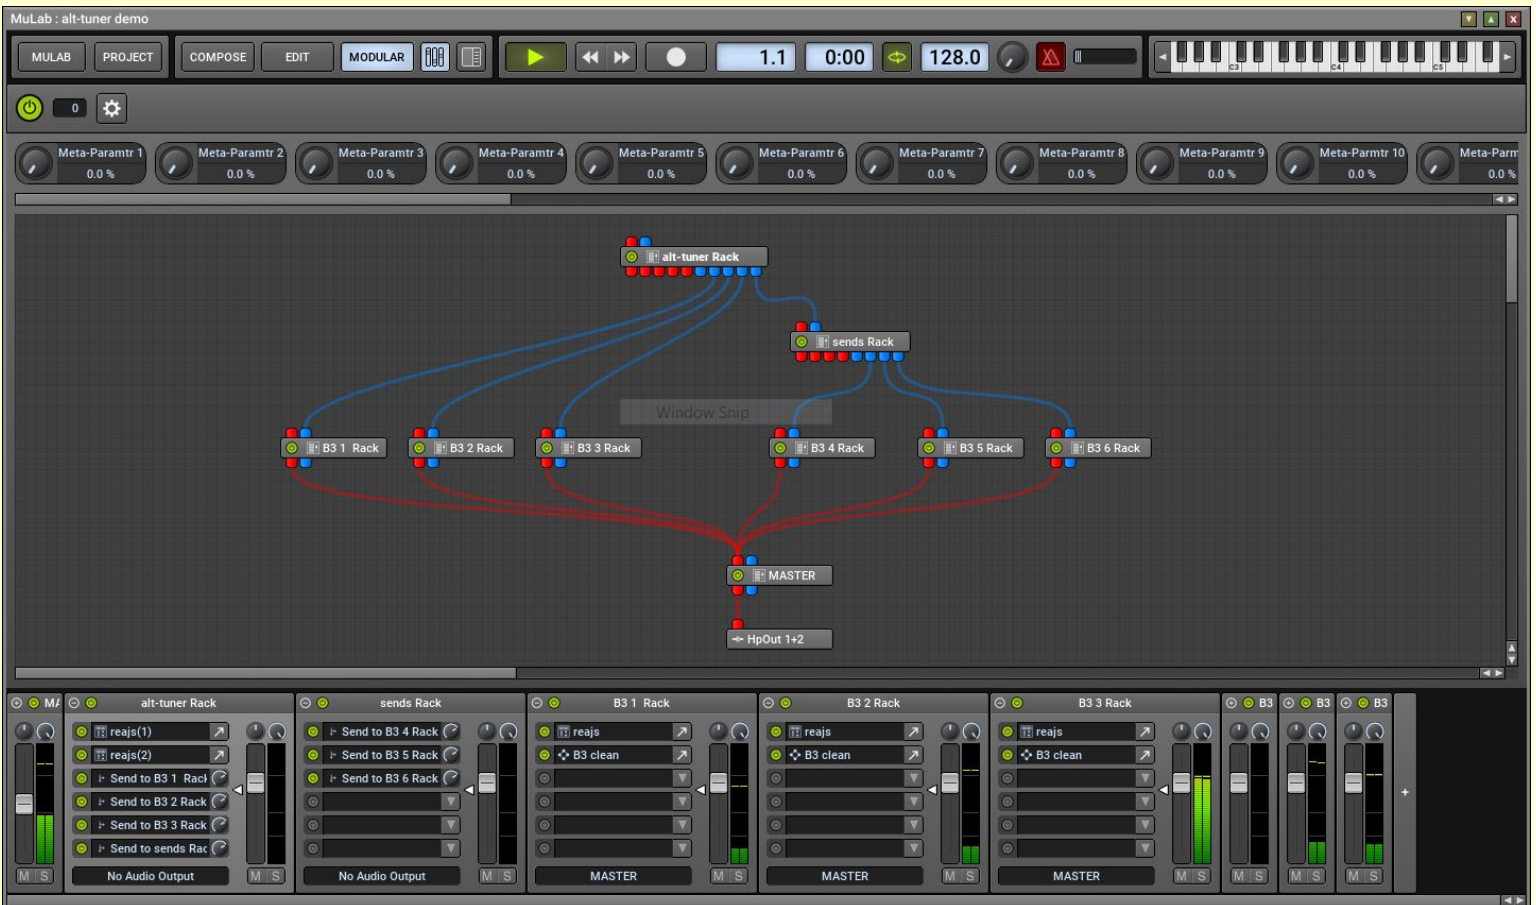 MuLab : alt-tuner demo
MULAB PROJECT COMPOSE EDIT MODULAR 1.1 0:00 128.0 C3 C4 C5
0
Meta-Paramtr 1 Meta-Paramtr 2 Meta-Paramtr 3 Meta-Paramtr 4 Meta-Paramtr 5 Meta-Paramtr 6 Meta-Paramtr 7 Meta-Paramtr 8 Meta-Paramtr 9 Meta-Parmtr 10 Meta-Parm
0.0 % 0.0 % 0.0 % 0.0 % 0.0 % 0.0 % 0.0 % 0.0 % 0.0 % 0.0 % 0.0 %
alt-tuner Rack
sends Rack
Window Snip
B3 1 Rack B3 2 Rack B3 3 Rack B3 4 Rack B3 5 Rack B3 6 Rack
MASTER
HpOut 1+2
MA alt-tuner Rack sends Rack B3 1 Rack B3 2 Rack B3 3 Rack B3 B3 B3
reajs(1) Send to B3 4 Rack reajs reajs reajs
reajs(2) Send to B3 5 Rack B3 clean B3 clean B3 clean
Send to B3 1 Rack Send to B3 6 Rack
Send to B3 2 Rack
Send to B3 3 Rack
Send to sends Rac
M S No Audio Output M S No Audio Output M S MASTER M S MASTER M S MASTER M S M S M S M S